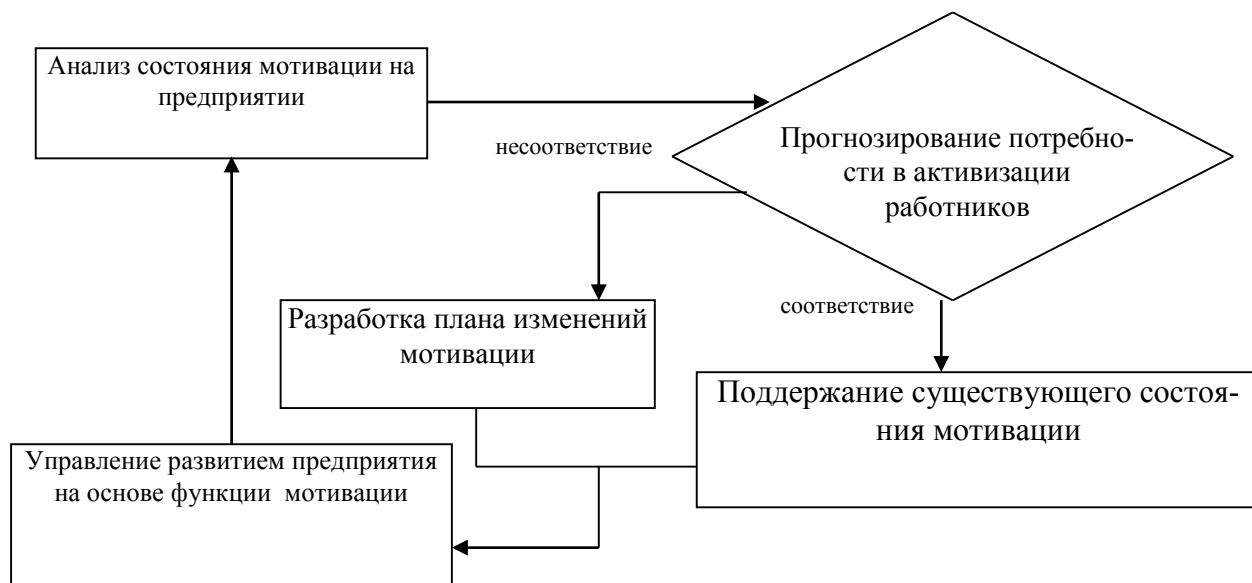 Анализ состояния мотивации на
предприятии
несоответствие
Прогнозирование потребно-
сти в активизации
работников
соответствие
Разработка плана изменений
мотивации
Поддержание существующего состоя-
ния мотивации
Управление развитием предприятия
на основе функции мотивации